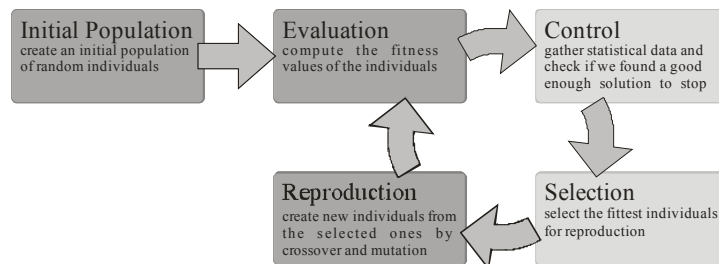 Initial Population
create an initial population
of random individuals
Evaluation
compute the fitness
values of the individuals
Control
gather statistical data and
check if we found a good
enough solution to stop
Reproduction
create new individuals from
the selected ones by
crossover and mutation
Selection
select the fittest individuals
for reproduction